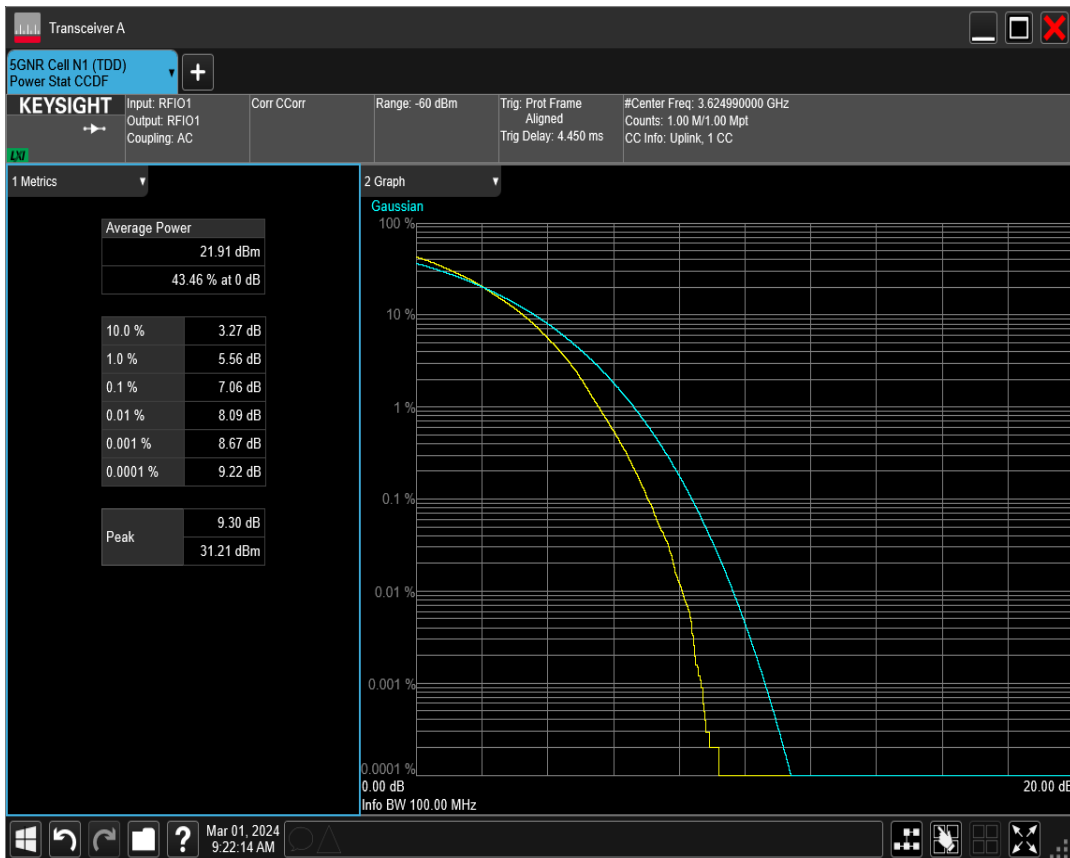 Transceiver A
5GNR Cell N1 (TDD)
Power Stat CCDF
+
KEYSIGHT
LXI
Input: RFIO1
Output: RFIO1
Coupling: AC
Corr CCorr
Range: -60 dBm
Trig: Prot Frame
Aligned
Trig Delay: 4.450 ms
#Center Freq: 3.624990000 GHz
Counts: 1.00 M/1.00 Mpt
CC Info: Uplink, 1 CC
1 Metrics
Average Power
21.91 dBm
43.46 % at 0 dB
10.0 % 3.27 dB
1.0 % 5.56 dB
0.1 % 7.06 dB
0.01 % 8.09 dB
0.001 % 8.67 dB
0.0001 % 9.22 dB
Peak
9.30 dB
31.21 dBm
2 Graph
Gaussian
100 %
10 %
1 %
0.1 %
0.01 %
0.001 %
0.0001 %
0.00 dB 20.00 dB
Info BW 100.00 MHz
?
Mar 01, 2024
9:22:14 AM